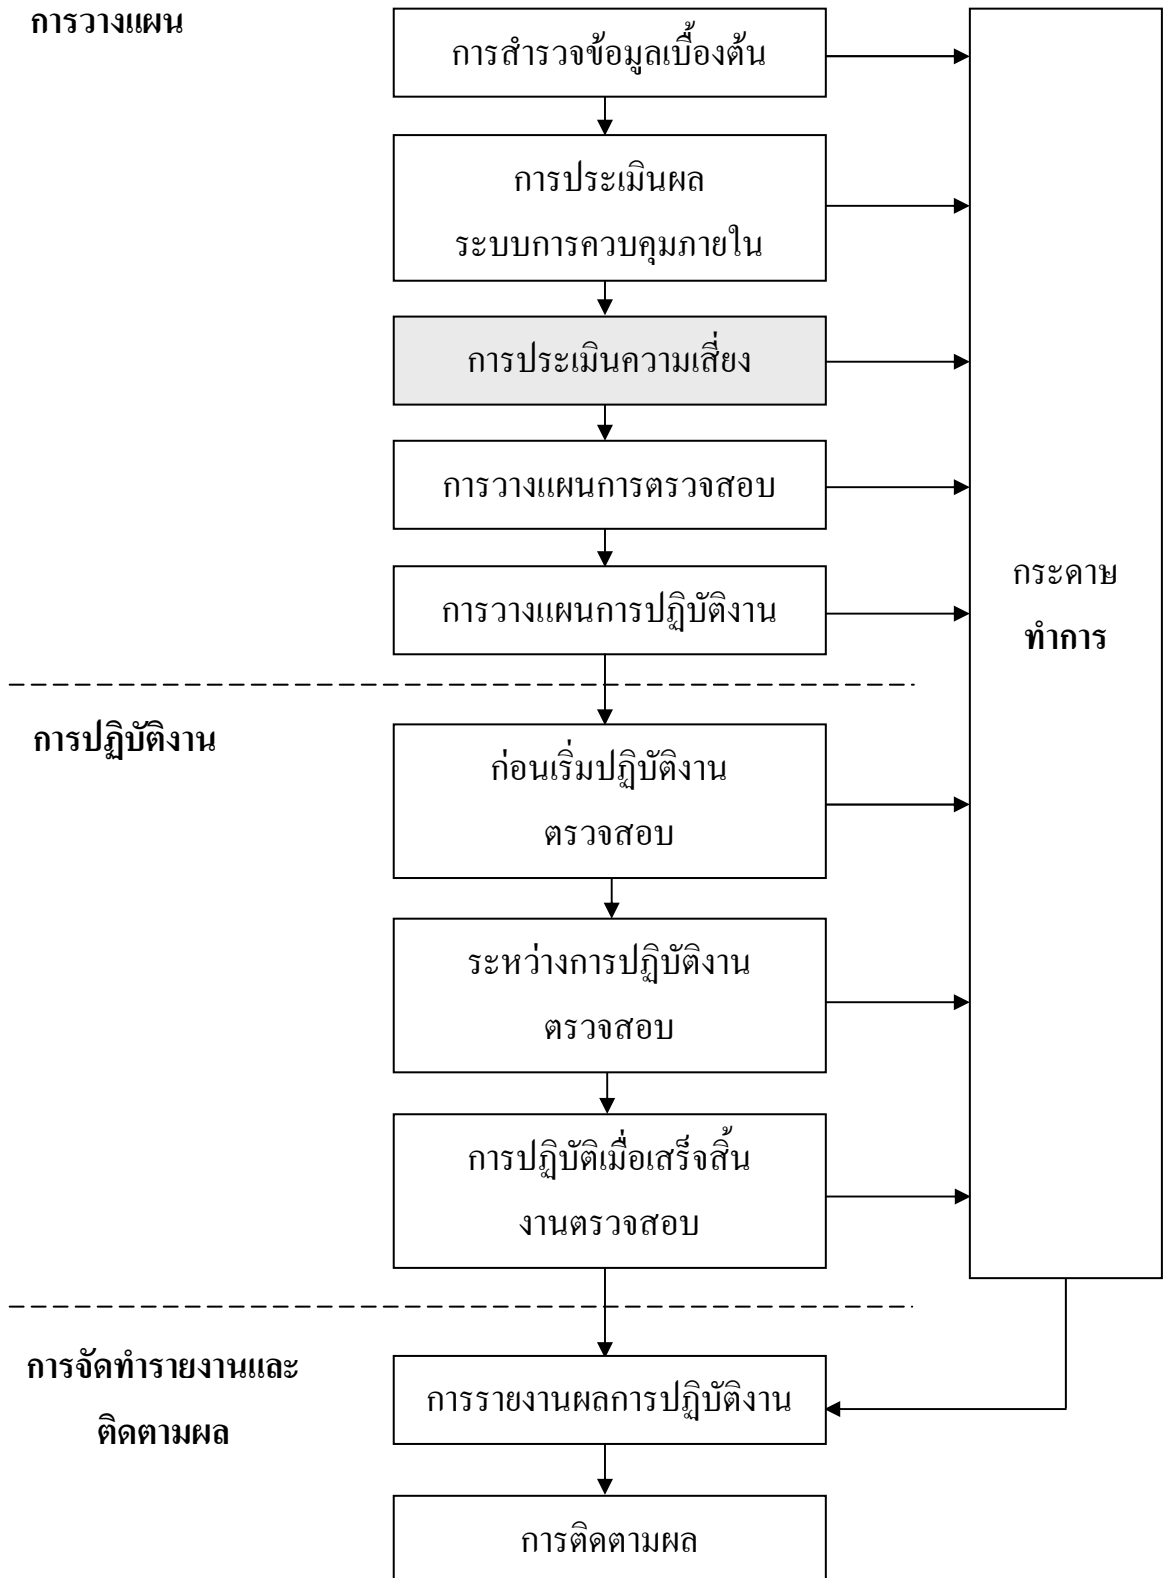 การวางแผน
การสำรวจข้อมูลเบื้องต้น
การประเมินผล
ระบบการควบคุมภายใน
การประเมินความเสี่ยง
การวางแผนการตรวจสอบ
การวางแผนการปฏิบัติงาน
กระดาษ
ทำการ
การปฏิบัติงาน
ก่อนเริ่มปฏิบัติงาน
ตรวจสอบ
ระหว่างการปฏิบัติงาน
ตรวจสอบ
การปฏิบัติเมื่อเสร็จสิ้น
งานตรวจสอบ
การจัดทำรายงานและ
ติดตามผล
การรายงานผลการปฏิบัติงาน
การติดตามผล